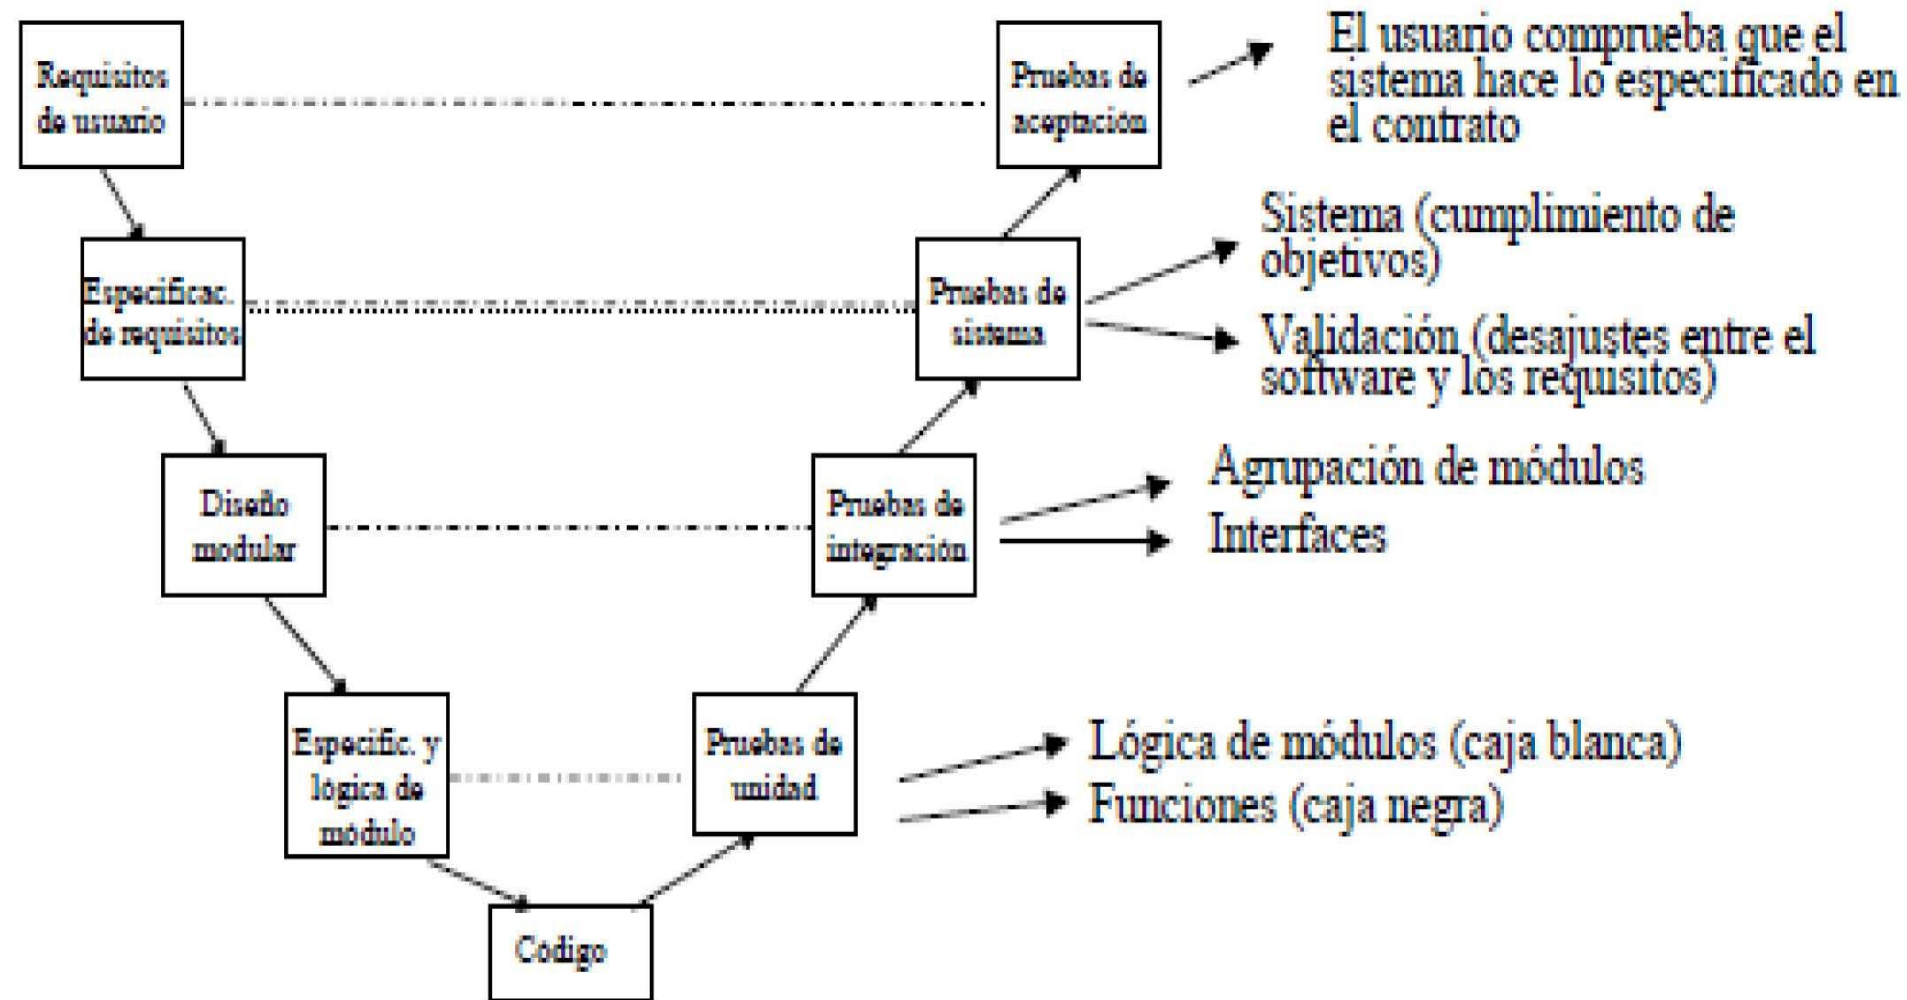 Requisitos
de usuario
Pruebas de
aceptación
El usuario comprueba que el
sistema hace lo especificado en
el contrato
Especificac.
de requisitos
Pruebas de
sistema
Sistema (cumplimiento de
objetivos)
Validación (desajustes entre el
software y los requisitos)
Diseño
modular
Pruebas de
integración
Agrupación de módulos
Interfaces
Especific. y
lógica de
módulo
Pruebas de
unidad
Lógica de módulos (caja blanca)
Funciones (caja negra)
Código